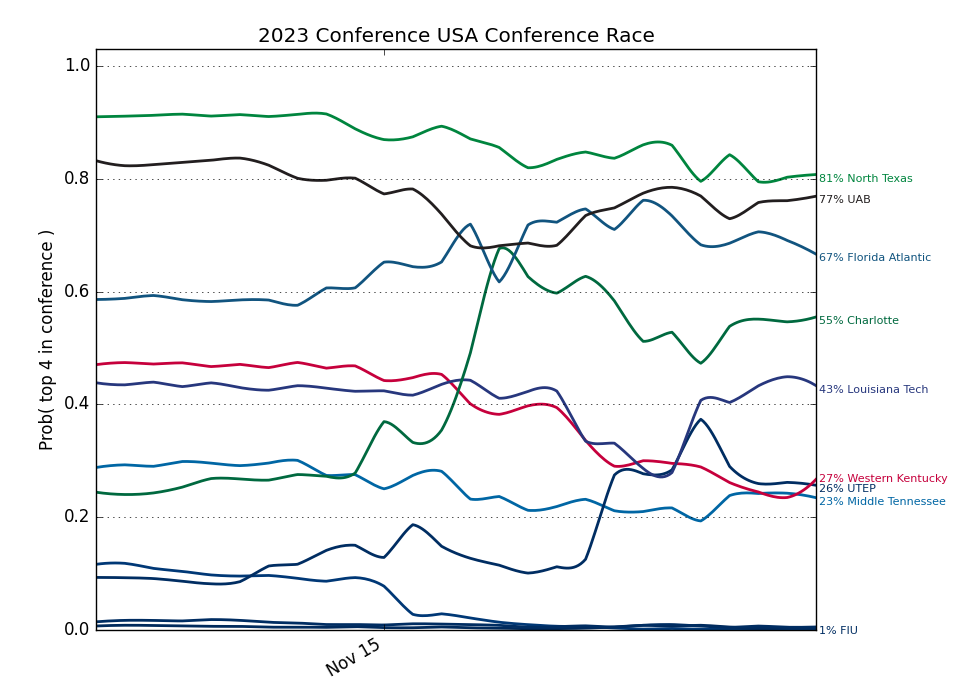 2023 Conference USA Conference Race
Prob( top 4 in conference )
1.0
0.8
0.6
0.4
0.2
0.0
Nov 15
81% North Texas
77% UAB
67% Florida Atlantic
55% Charlotte
43% Louisiana Tech
27% Western Kentucky
26% UTEP
23% Middle Tennessee
1% FIU